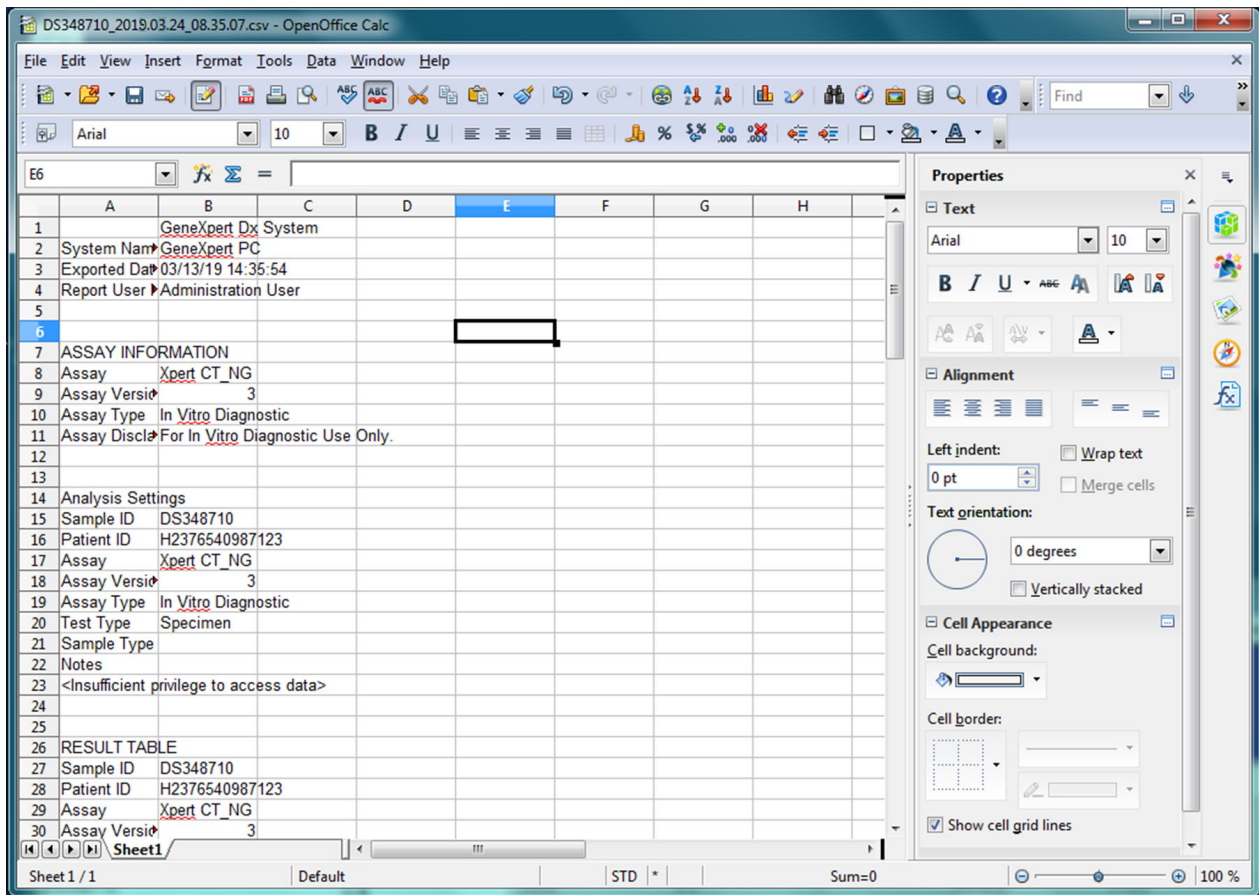 DS348710_2019.03.24_08.35.07.csv - OpenOffice Calc
File Edit View Insert Format Tools Data Window Help
Find
Arial 10
E6
A B C D E F G H
1 GeneXpert Dx System
2 System Nam GeneXpert PC
3 Exported Dat 03/13/19 14:35:54
4 Report User Administration User
5
6
7 ASSAY INFORMATION
8 Assay Xpert CT_NG
9 Assay Versio 3
10 Assay Type In Vitro Diagnostic
11 Assay Discla For In Vitro Diagnostic Use Only.
12
13
14 Analysis Settings
15 Sample ID DS348710
16 Patient ID H2376540987123
17 Assay Xpert CT_NG
18 Assay Versio 3
19 Assay Type In Vitro Diagnostic
20 Test Type Specimen
21 Sample Type
22 Notes
23 <Insufficient privilege to access data>
24
25
26 RESULT TABLE
27 Sample ID DS348710
28 Patient ID H2376540987123
29 Assay Xpert CT_NG
30 Assay Versio 3
Sheet1
Sheet 1 / 1 Default STD * Sum=0 100 %
Properties
Text
Arial 10
Alignment
Left indent:
Wrap text
0 pt
Merge cells
Text orientation:
0 degrees
Vertically stacked
Cell Appearance
Cell background:
Cell border:
Show cell grid lines